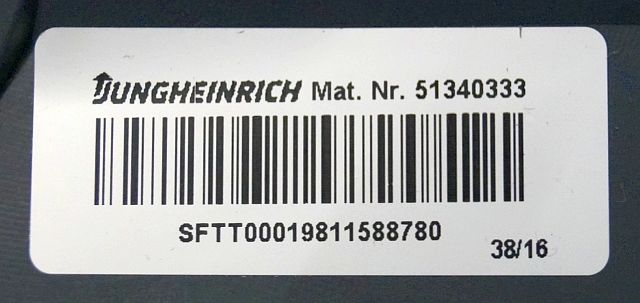 JUNGHEINRICH Mat. Nr. 51340333
SFTT00019811588780
38/16